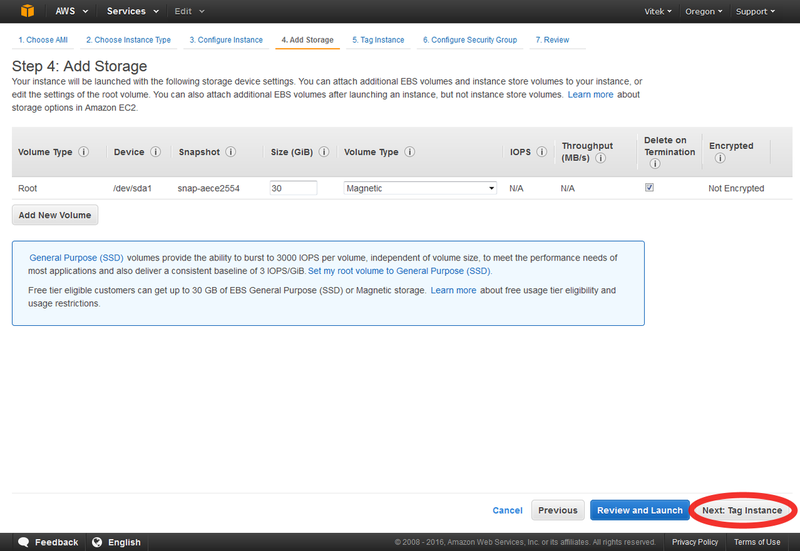 AWS Services Edit Vitek Oregon Support
1. Choose AMI 2. Choose Instance Type 3. Configure Instance 4. Add Storage 5. Tag Instance 6. Configure Security Group 7. Review
Step 4: Add Storage
Your instance will be launched with the following storage device settings. You can attach additional EBS volumes and instance store volumes to your instance, or
edit the settings of the root volume. You can also attach additional EBS volumes after launching an instance, but not instance store volumes. Learn more about
storage options in Amazon EC2.
Volume Type Device Snapshot Size (GiB) Volume Type IOPS Throughput (MB/s) Delete on Termination Encrypted
Root /dev/sda1 snap-aece2554 30 Magnetic N/A N/A Not Encrypted
Add New Volume
General Purpose (SSD) volumes provide the ability to burst to 3000 IOPS per volume, independent of volume size, to meet the performance needs of
most applications and also deliver a consistent baseline of 3 IOPS/GiB. Set my root volume to General Purpose (SSD).
Free tier eligible customers can get up to 30 GB of EBS General Purpose (SSD) or Magnetic storage. Learn more about free usage tier eligibility and
usage restrictions.
Cancel Previous Review and Launch Next: Tag Instance
Feedback English © 2008 - 2016, Amazon Web Services, Inc. or its affiliates. All rights reserved. Privacy Policy Terms of Use